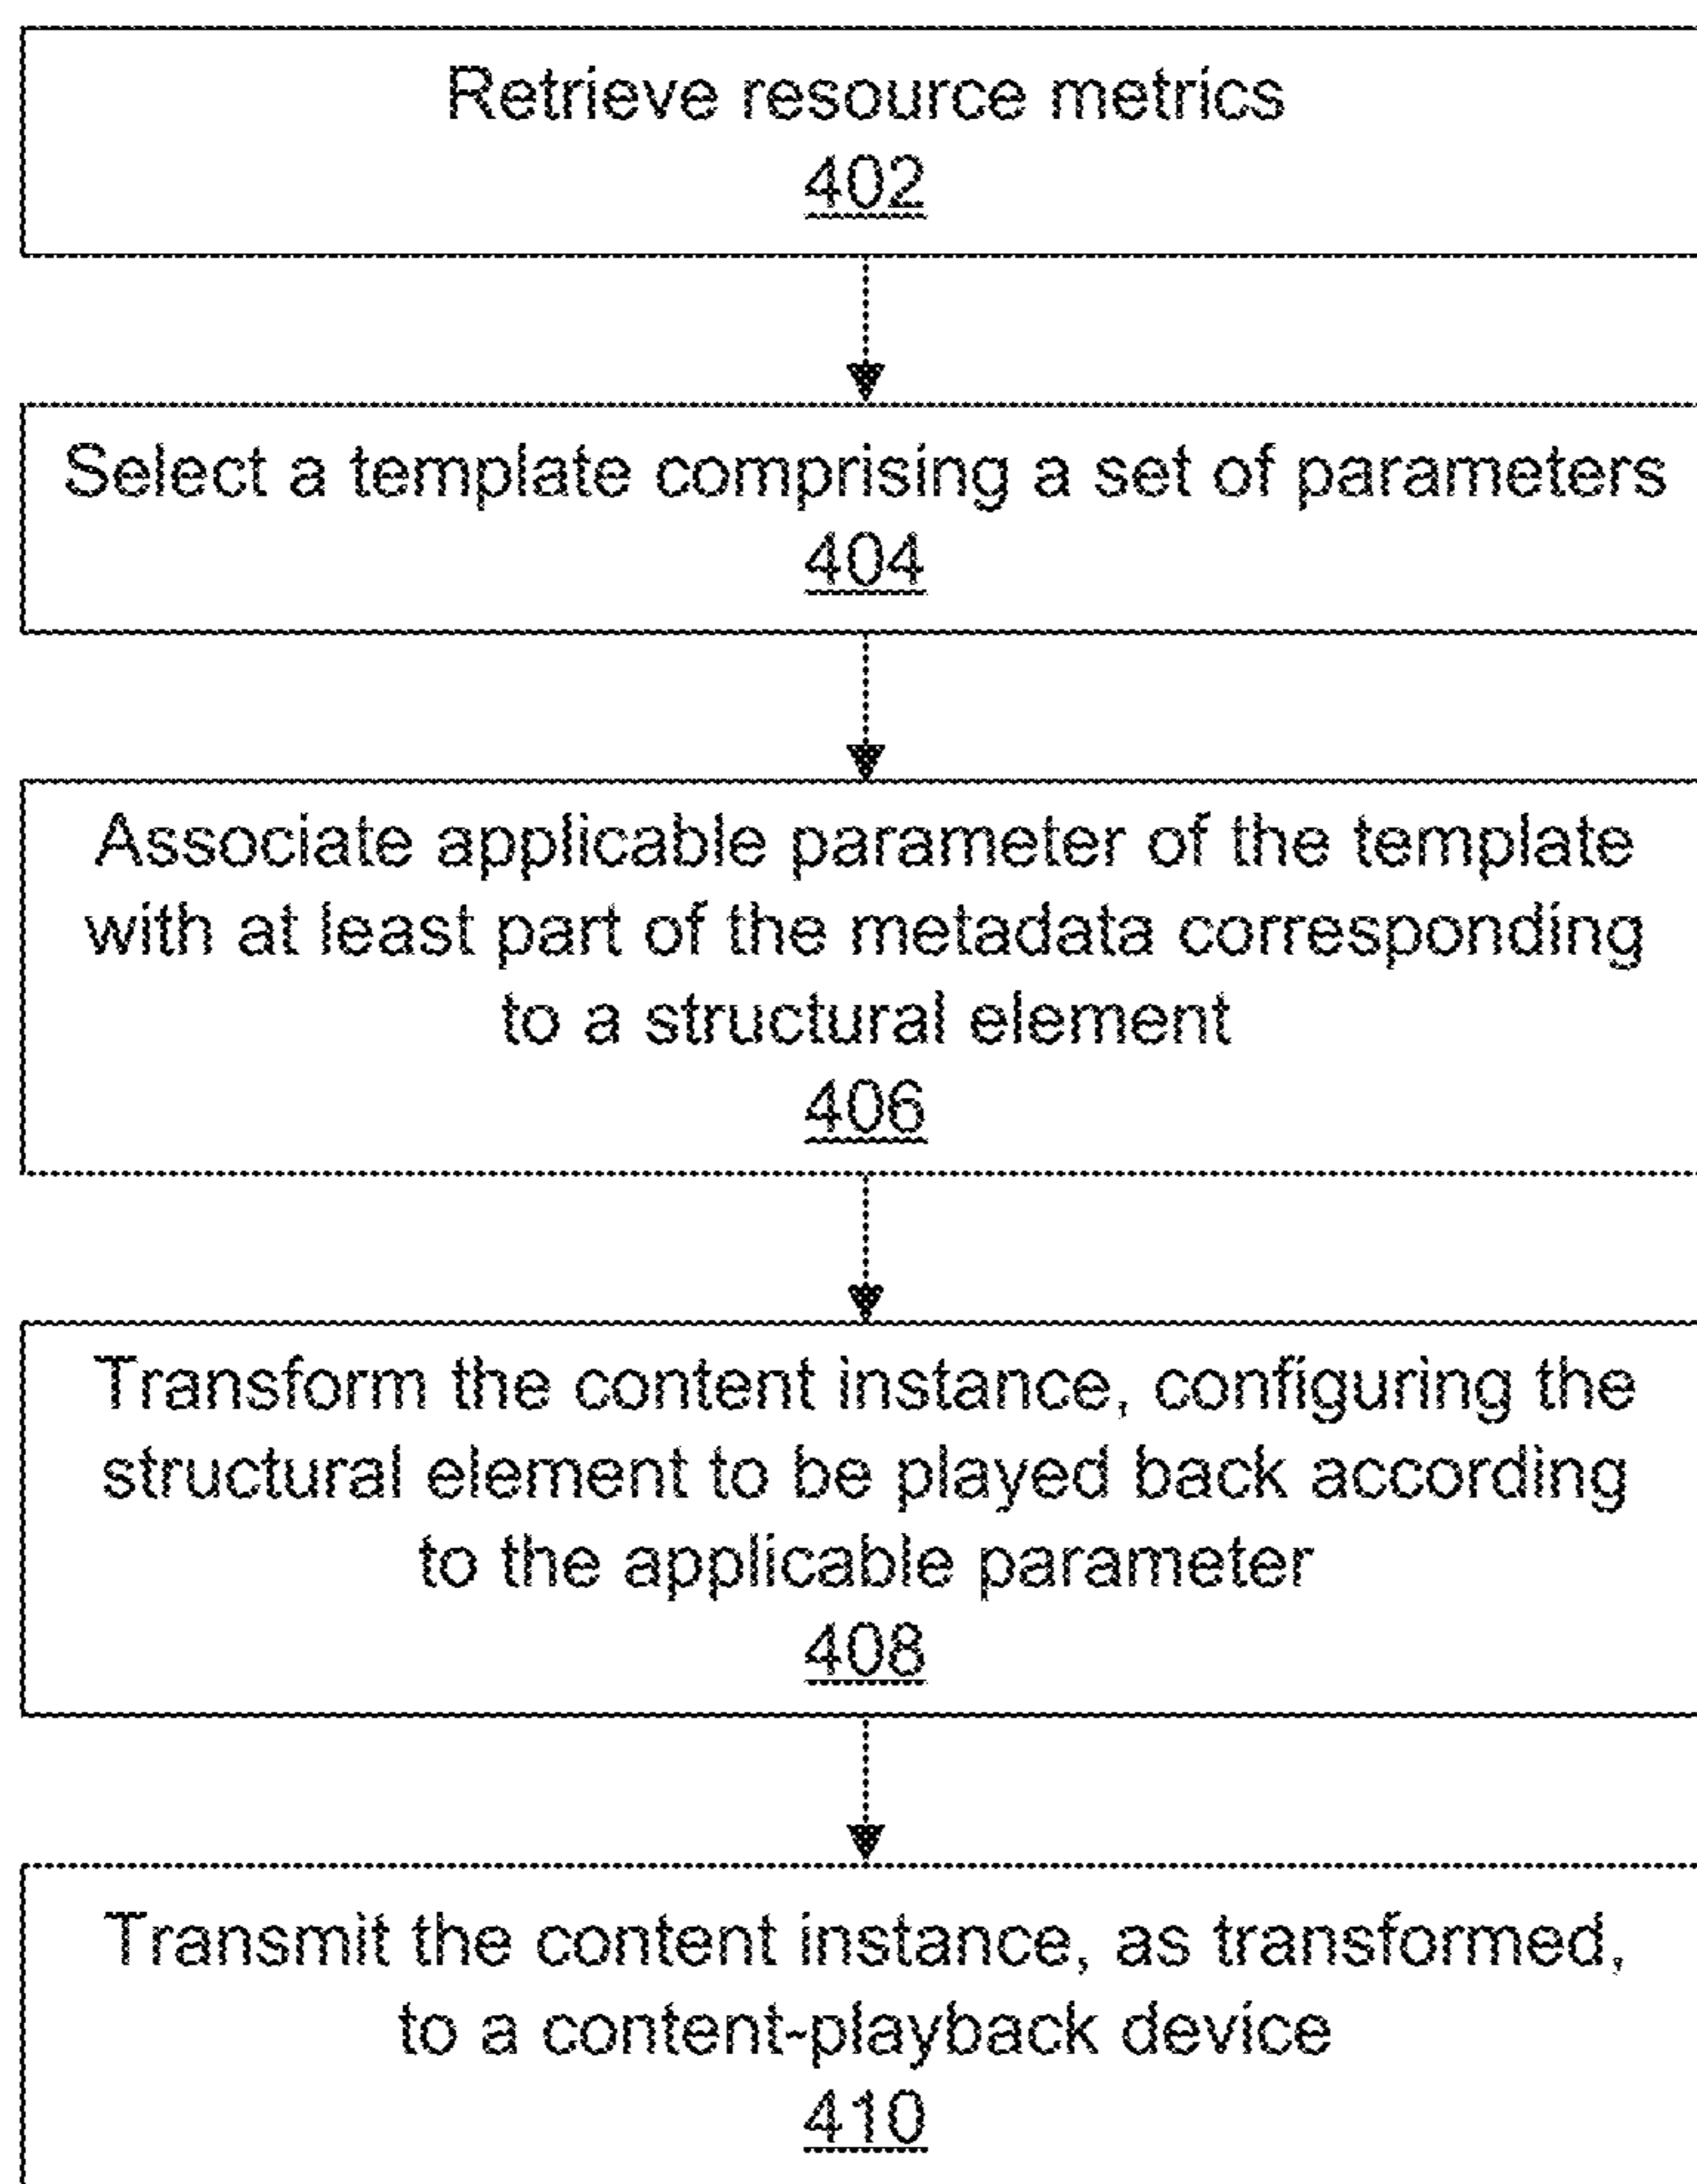 Retrieve resource metrics
402
Select a template comprising a set of parameters
404
Associate applicable parameter of the template
with at least part of the metadata corresponding
to a structural element
406
Transform the content instance, configuring the
structural element to be played back according
to the applicable parameter
408
Transmit the content instance, as transformed,
to a content-playback device
410